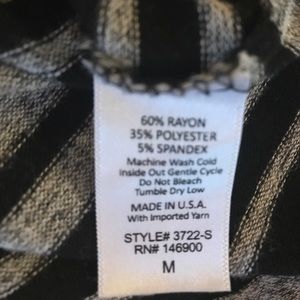 60% RAYON
35% POLYESTER
5% SPANDEX
Machine Wash Cold
Inside Out Gentle Cycle
Do Not Bleach
Tumble Dry Low
MADE IN U.S.A.
With Imported Yarn
STYLE# 3722-S
RN# 146900
M